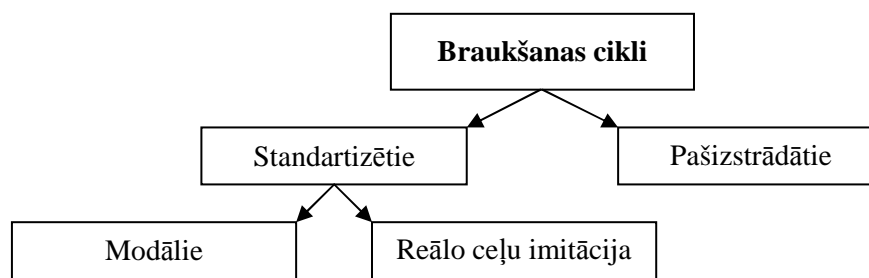 Braukšanas cikli
Standartizētie
Pašizstrādātie
Modālie
Reālo ceļu imitācija